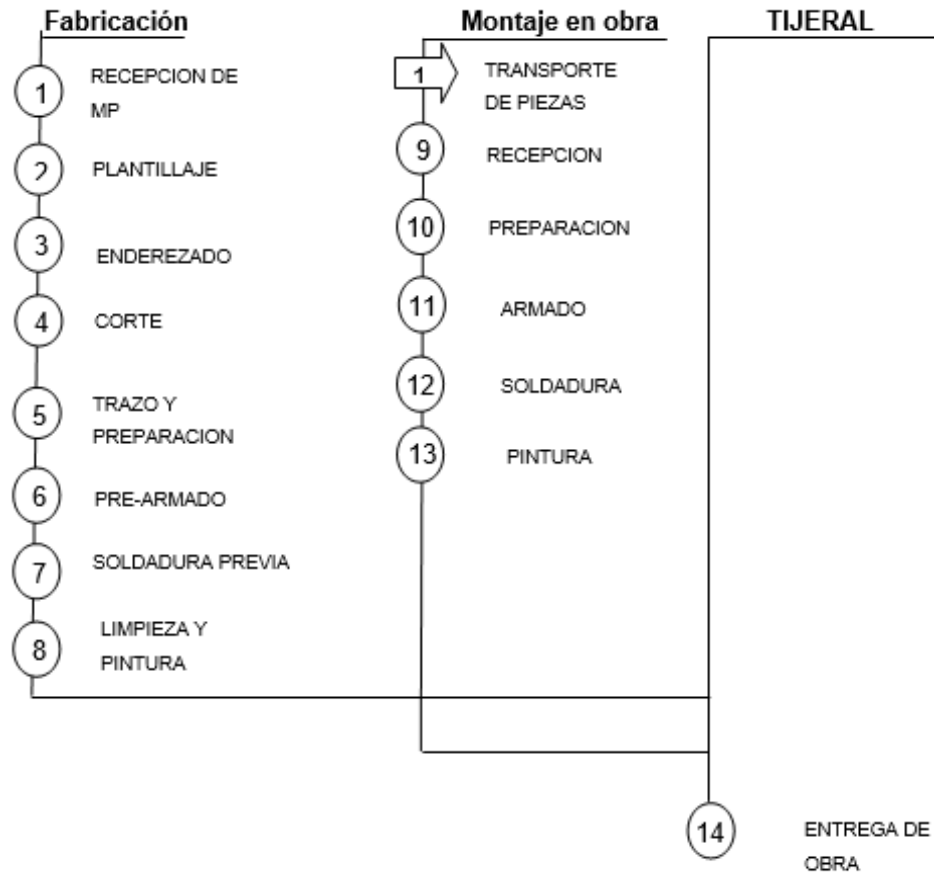 Fabricación
1 RECEPCION DE
MP
2 PLANTILLAJE
3 ENDEREZADO
4 CORTE
5 TRAZO Y
PREPARACION
6 PRE-ARMADO
7 SOLDADURA PREVIA
8 LIMPIEZA Y
PINTURA
Montaje en obra
1 TRANSPORTE
DE PIEZAS
9 RECEPCION
10 PREPARACION
11 ARMADO
12 SOLDADURA
13 PINTURA
TIJERAL
14 ENTREGA DE
OBRA